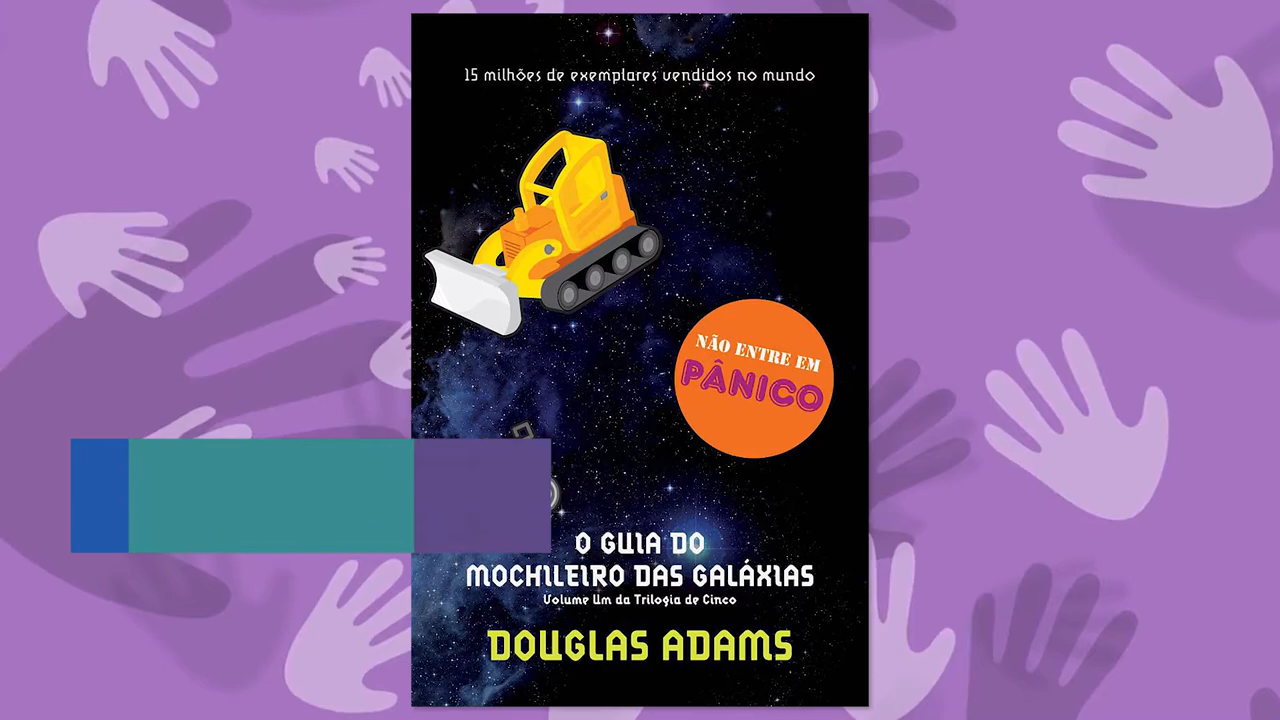 15 milhões de exemplares vendidos no mundo
NÃO ENTRE EM
PÂNICO
O GUIA DO
MOCHILEIRO DAS GALÁXIAS
Volume Um da Trilogia de Cinco
DOUGLAS ADAMS